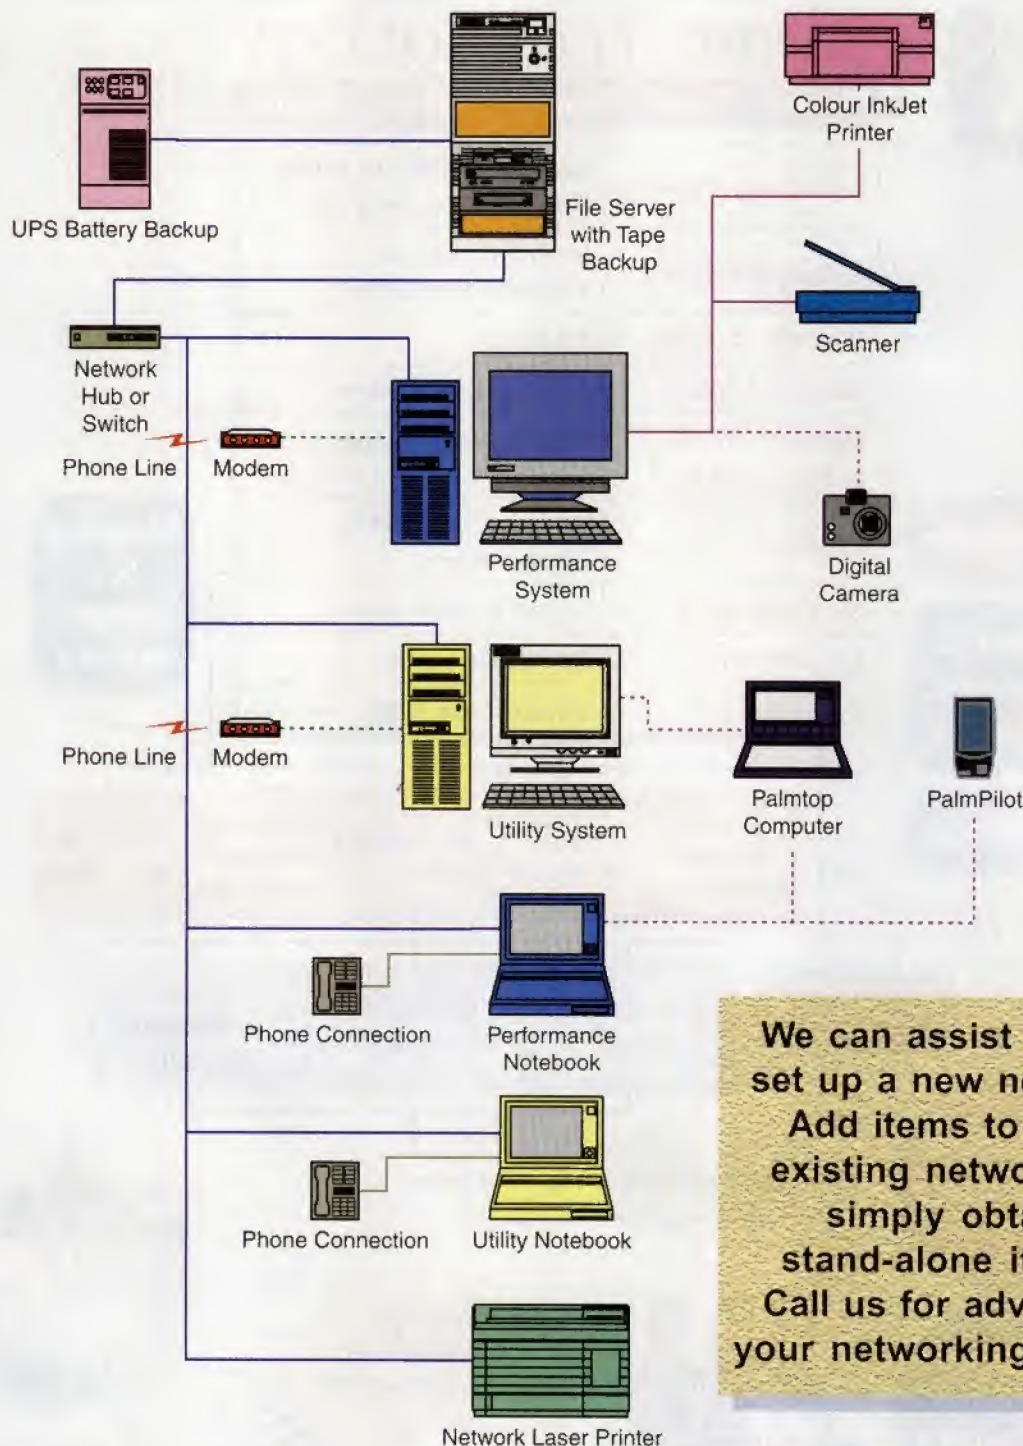 Colour InkJet
Printer
UPS Battery Backup
File Server
with Tape
Backup
Scanner
Network
Hub or
Switch
Phone Line
Modem
Performance
System
Digital
Camera
Phone Line
Modem
Utility System
Palmtop
Computer
PalmPilot
Phone Connection
Performance
Notebook
Phone Connection
Utility Notebook
Network Laser Printer
We can assist
set up a new
Add items to
existing
simply
stand-alone
Call us for
your networking